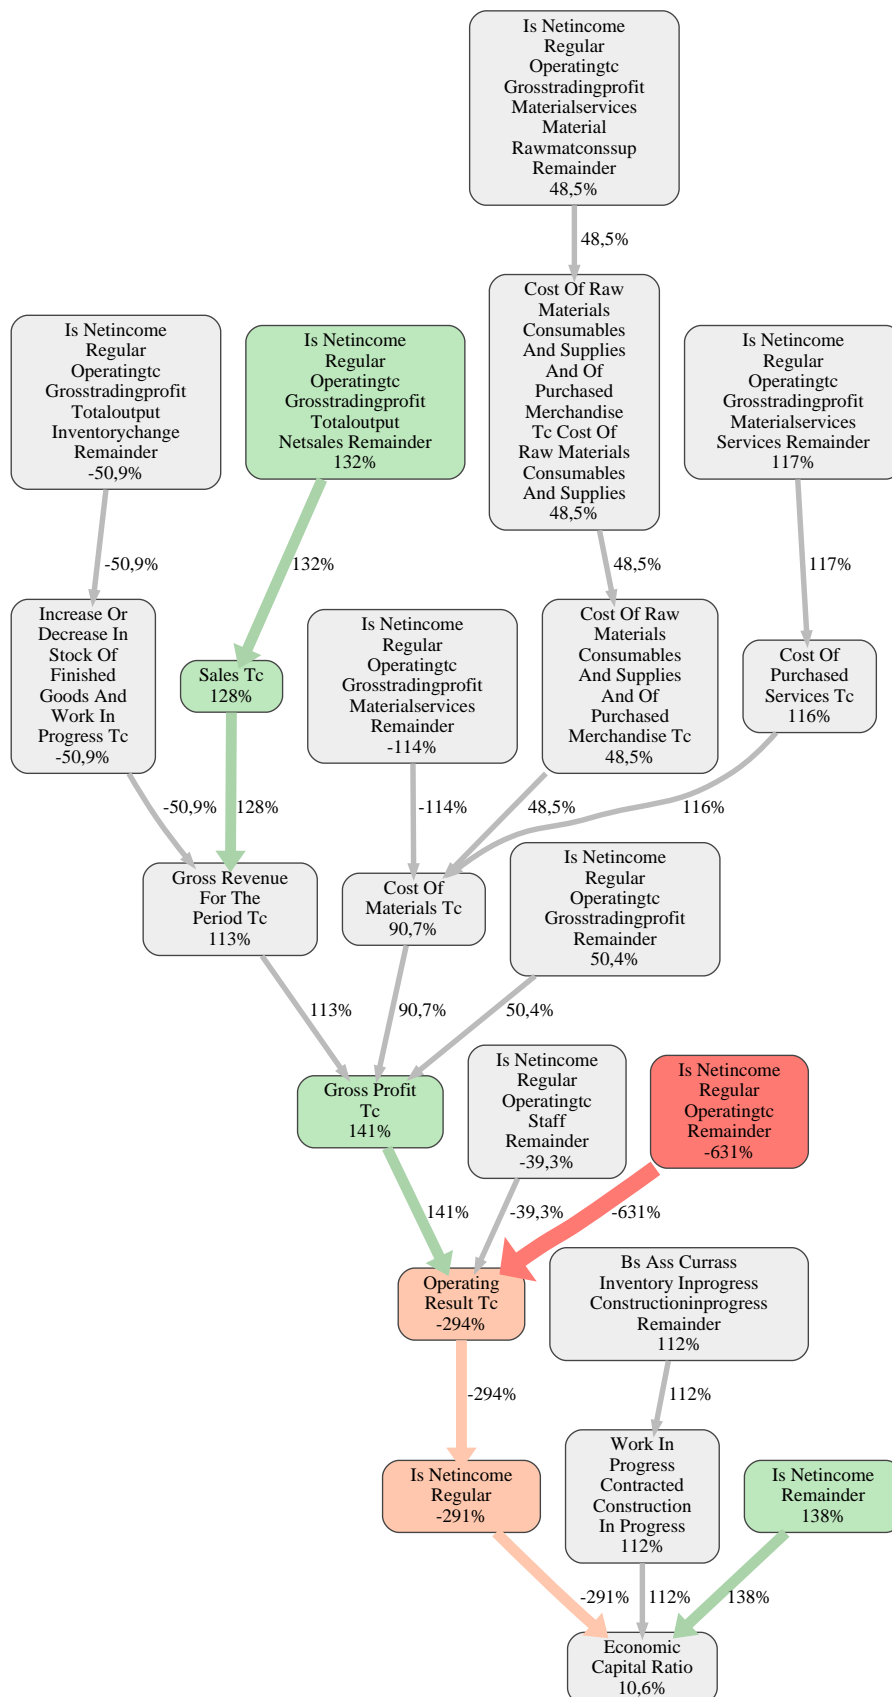 Is Netincome
Regular
Operatingtc
Grosstradingprofit
Materialservices
Material
Rawmatconssup
Remainder
48,5%
48,5%
Cost Of Raw
Materials
Consumables
And Supplies
And Of
Purchased
Merchandise
Tc Cost Of
Raw Materials
Consumables
And Supplies
48,5%
Is Netincome
Regular
Operatingtc
Grosstradingprofit
Totaloutput
Inventorychange
Remainder
-50,9%
Is Netincome
Regular
Operatingtc
Grosstradingprofit
Totaloutput
Netsales Remainder
132%
Is Netincome
Regular
Operatingtc
Grosstradingprofit
Materialservices
Services Remainder
117%
-50,9%
132%
48,5%
117%
Increase Or
Decrease In
Stock Of
Finished
Goods And
Work In
Progress Tc
-50,9%
Sales Tc
128%
Is Netincome
Regular
Operatingtc
Grosstradingprofit
Materialservices
Remainder
-114%
Cost Of Raw
Materials
Consumables
And Supplies
And Of
Purchased
Merchandise Tc
48,5%
Cost Of
Purchased
Services Tc
116%
-50,9%
128%
-114%
48,5%
116%
Gross Revenue
For The
Period Tc
113%
Cost Of
Materials Tc
90,7%
Is Netincome
Regular
Operatingtc
Grosstradingprofit
Remainder
50,4%
113%
90,7%
50,4%
Gross Profit
Tc
141%
Is Netincome
Regular
Operatingtc
Staff
Remainder
-39,3%
Is Netincome
Regular
Operatingtc
Remainder
-631%
141%
-39,3%
-631%
Operating
Result Tc
-294%
Bs Ass Currass
Inventory Inprogress
Constructioninprogress
Remainder
112%
-294%
112%
Is Netincome
Regular
-291%
Work In
Progress
Contracted
Construction
In Progress
112%
Is Netincome
Remainder
138%
-291%
112%
138%
Economic
Capital Ratio
10,6%